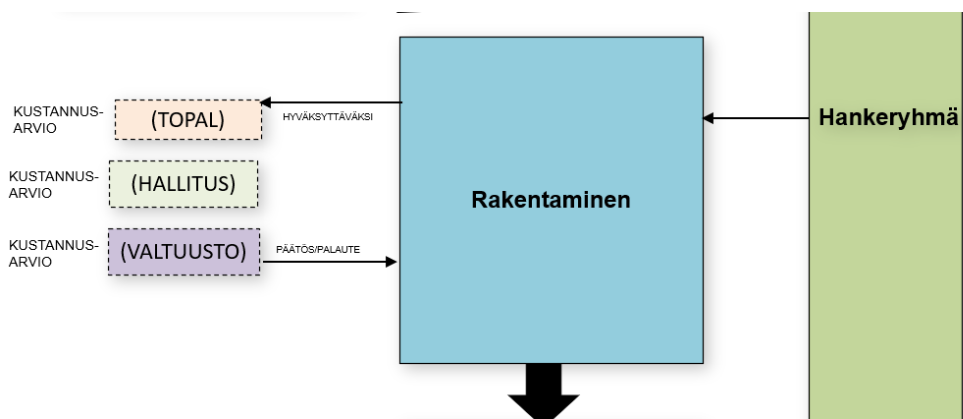 KUSTANNUS-
ARVIO
(TOPAL)
HYVÄKSYTTÄVÄKSI
Hankeryhmä
KUSTANNUS-
ARVIO
(HALLITUS)
Rakentaminen
KUSTANNUS-
ARVIO
(VALTUUSTO)
PÄÄTÖS/PALAUTE